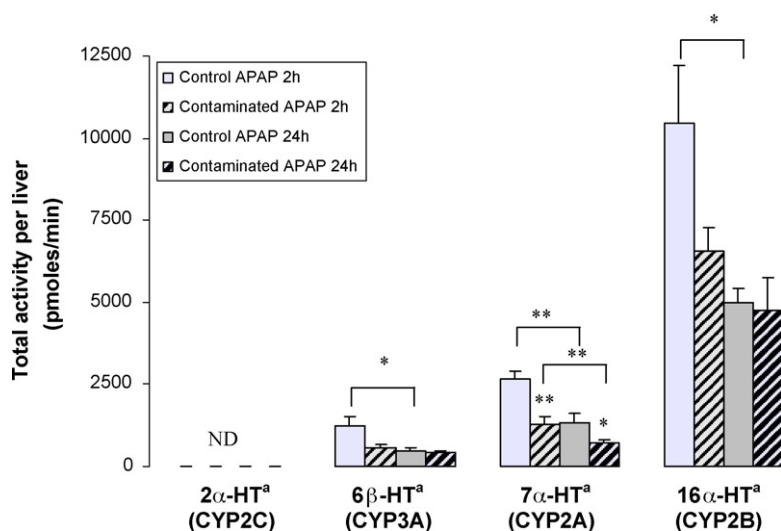 *
12500
Control APAP 2h
Contaminated APAP 2h
Control APAP 24h
Contaminated APAP 24h
10000
7500
5000
2500
0
Total activity per liver
(pmoles/min)
ND
*
**
**
**
*
2α-HTᵃ
(CYP2C)
6β-HTᵃ
(CYP3A)
7α-HTᵃ
(CYP2A)
16α-HTᵃ
(CYP2B)